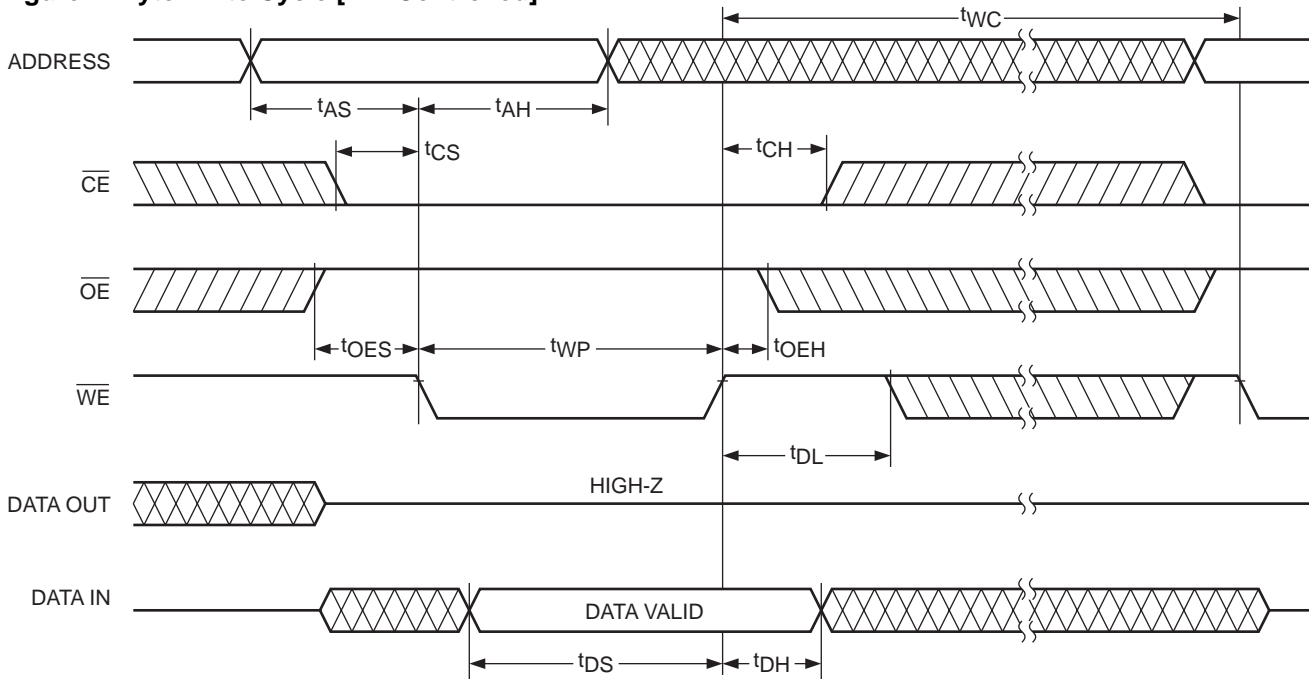 tWC
ADDRESS
tAS
tAH
tCS
tCH
CE
OE
tOES
tWP
tOEH
WE
tDL
HIGH-Z
DATA OUT
DATA IN
DATA VALID
tDS
tDH